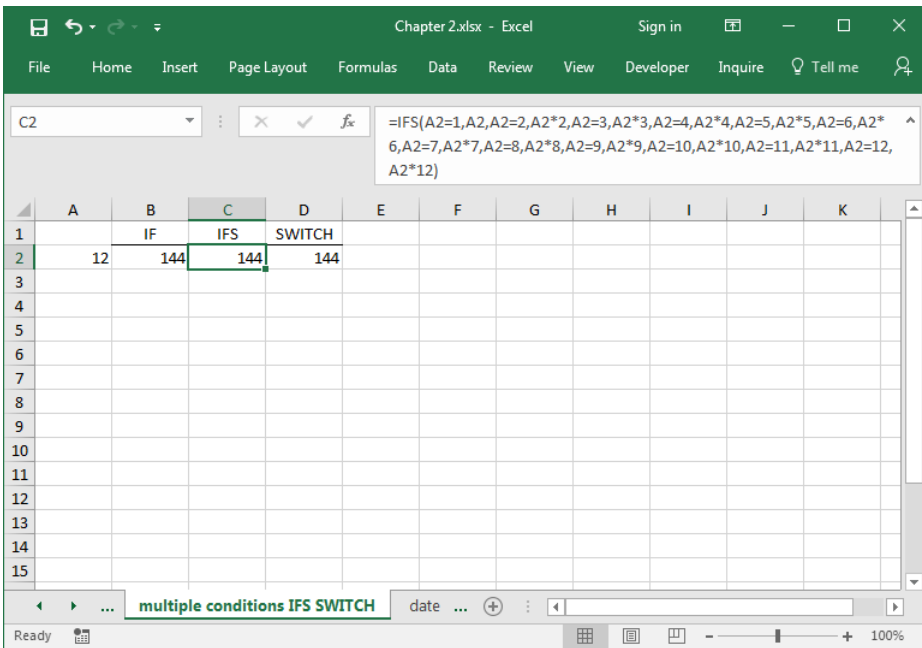 Chapter 2.xlsx - Excel Sign in
File Home Insert Page Layout Formulas Data Review View Developer Inquire Tell me
C2 fx =IFS(A2=1,A2,A2=2,A2*2,A2=3,A2*3,A2=4,A2*4,A2=5,A2*5,A2=6,A2*
6,A2=7,A2*7,A2=8,A2*8,A2=9,A2*9,A2=10,A2*10,A2=11,A2*11,A2=12,
A2*12)
A B C D E F G H I J K
1 IF IFS SWITCH
2 12 144 144 144
3
4
5
6
7
8
9
10
11
12
13
14
15
... multiple conditions IFS SWITCH date ...
Ready 100%